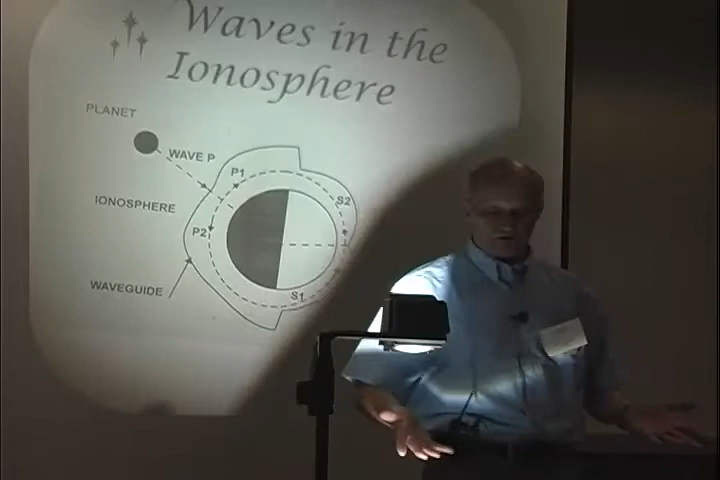 Waves in the
Ionosphere
PLANET
WAVE P
P1
IONOSPHERE
S2
P2
WAVEGUIDE
S1